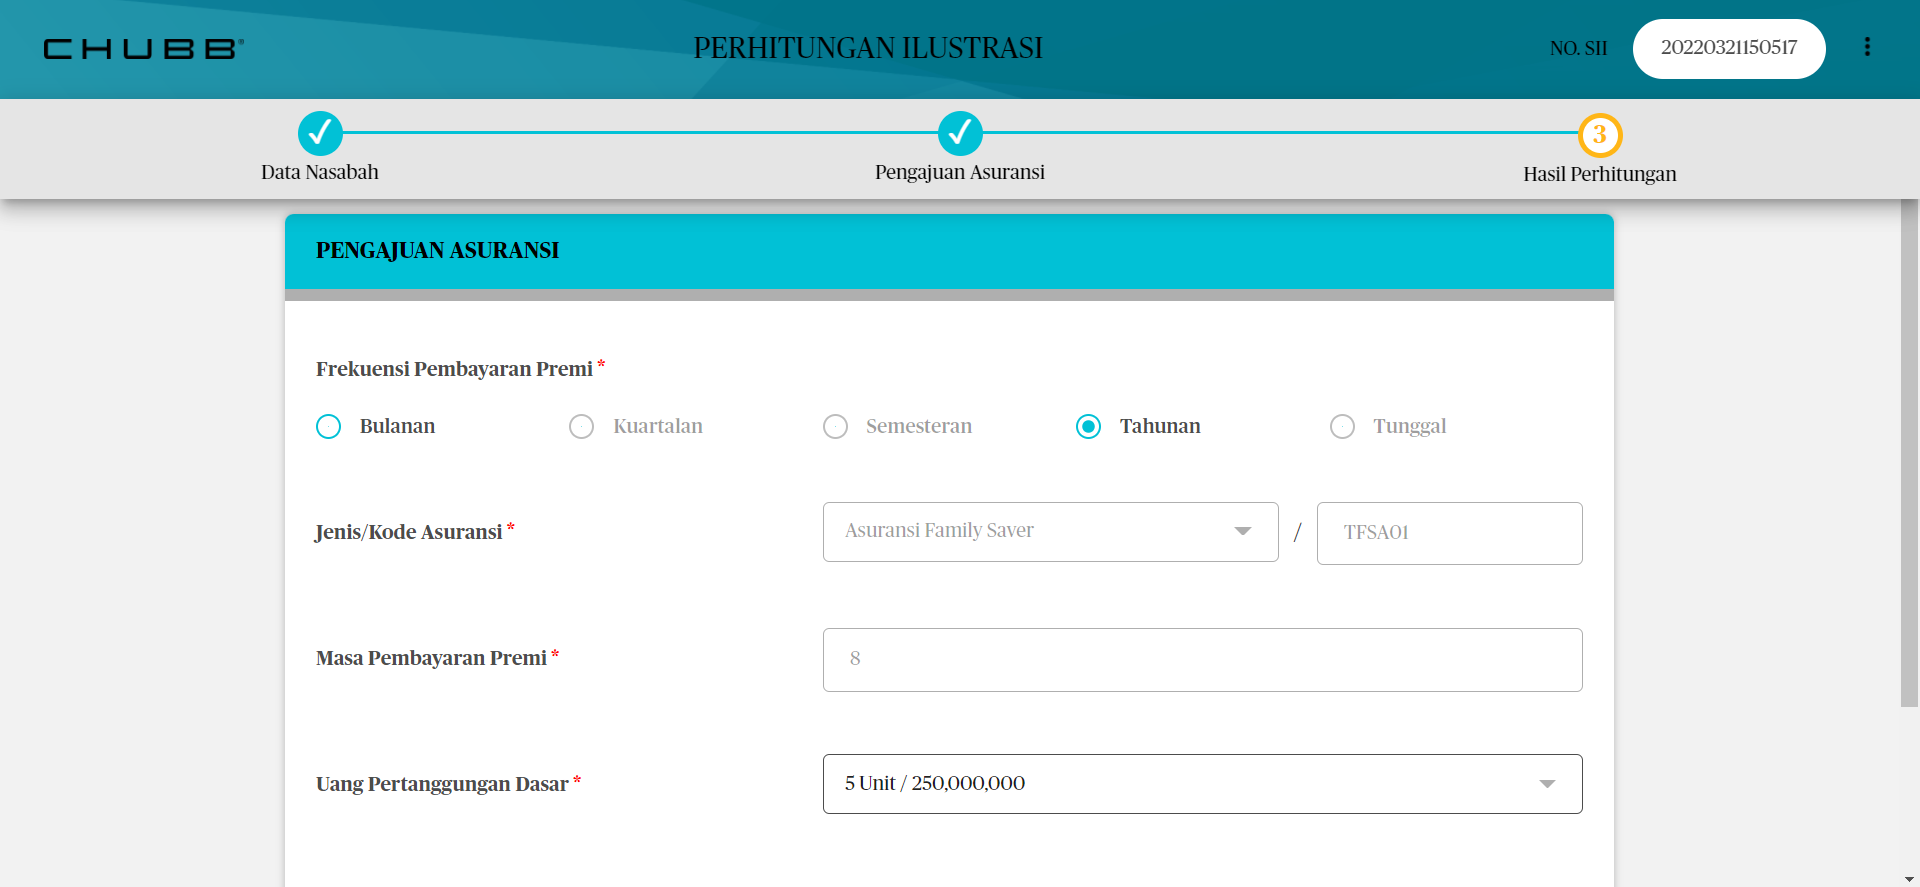 CHUBB®
PERHITUNGAN ILUSTRASI
NO. SII
20220321150517
3
Data Nasabah
Pengajuan Asuransi
Hasil Perhitungan
PENGAJUAN ASURANSI
Frekuensi Pembayaran Premi *
Bulanan
Kuartalan
Semesteran
Tahunan
Tunggal
Jenis/Kode Asuransi *
Asuransi Family Saver
/
TFSA01
Masa Pembayaran Premi *
8
Uang Pertanggungan Dasar *
5 Unit / 250,000,000